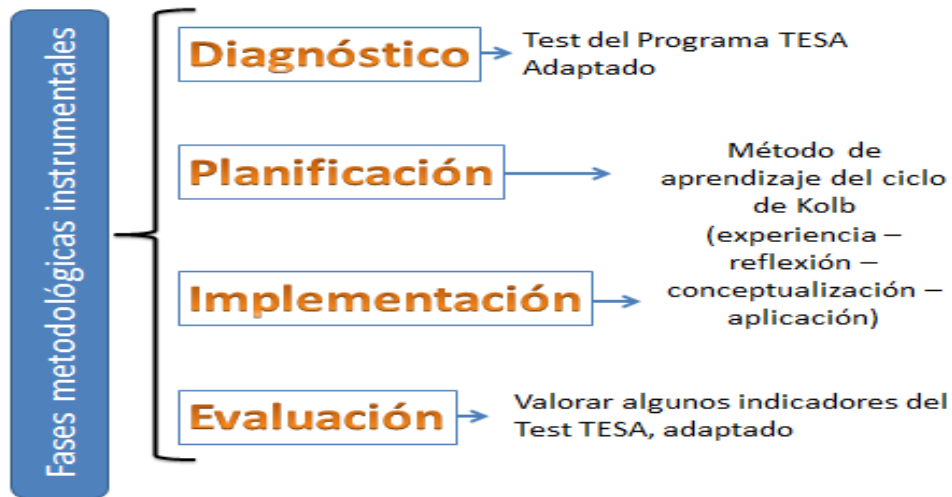 Fases metodológicas instrumentales
Diagnóstico
Test del Programa TESA
Adaptado
Planificación
Método de
aprendizaje del ciclo
de Kolb
(experiencia –
reflexión –
conceptualización –
aplicación)
Implementación
Evaluación
Valorar algunos indicadores del
Test TESA, adaptado